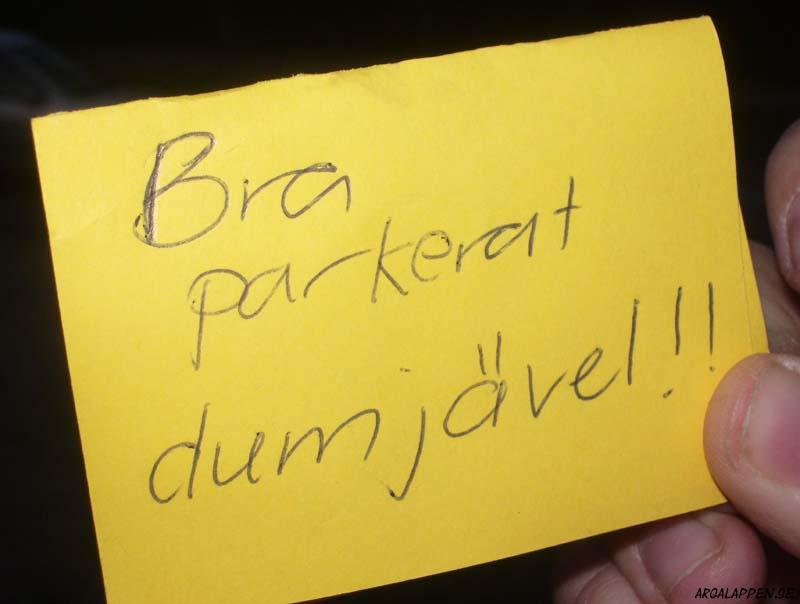 Bra
parkerat
dumjävel!!
ARGALAPPEN.SE